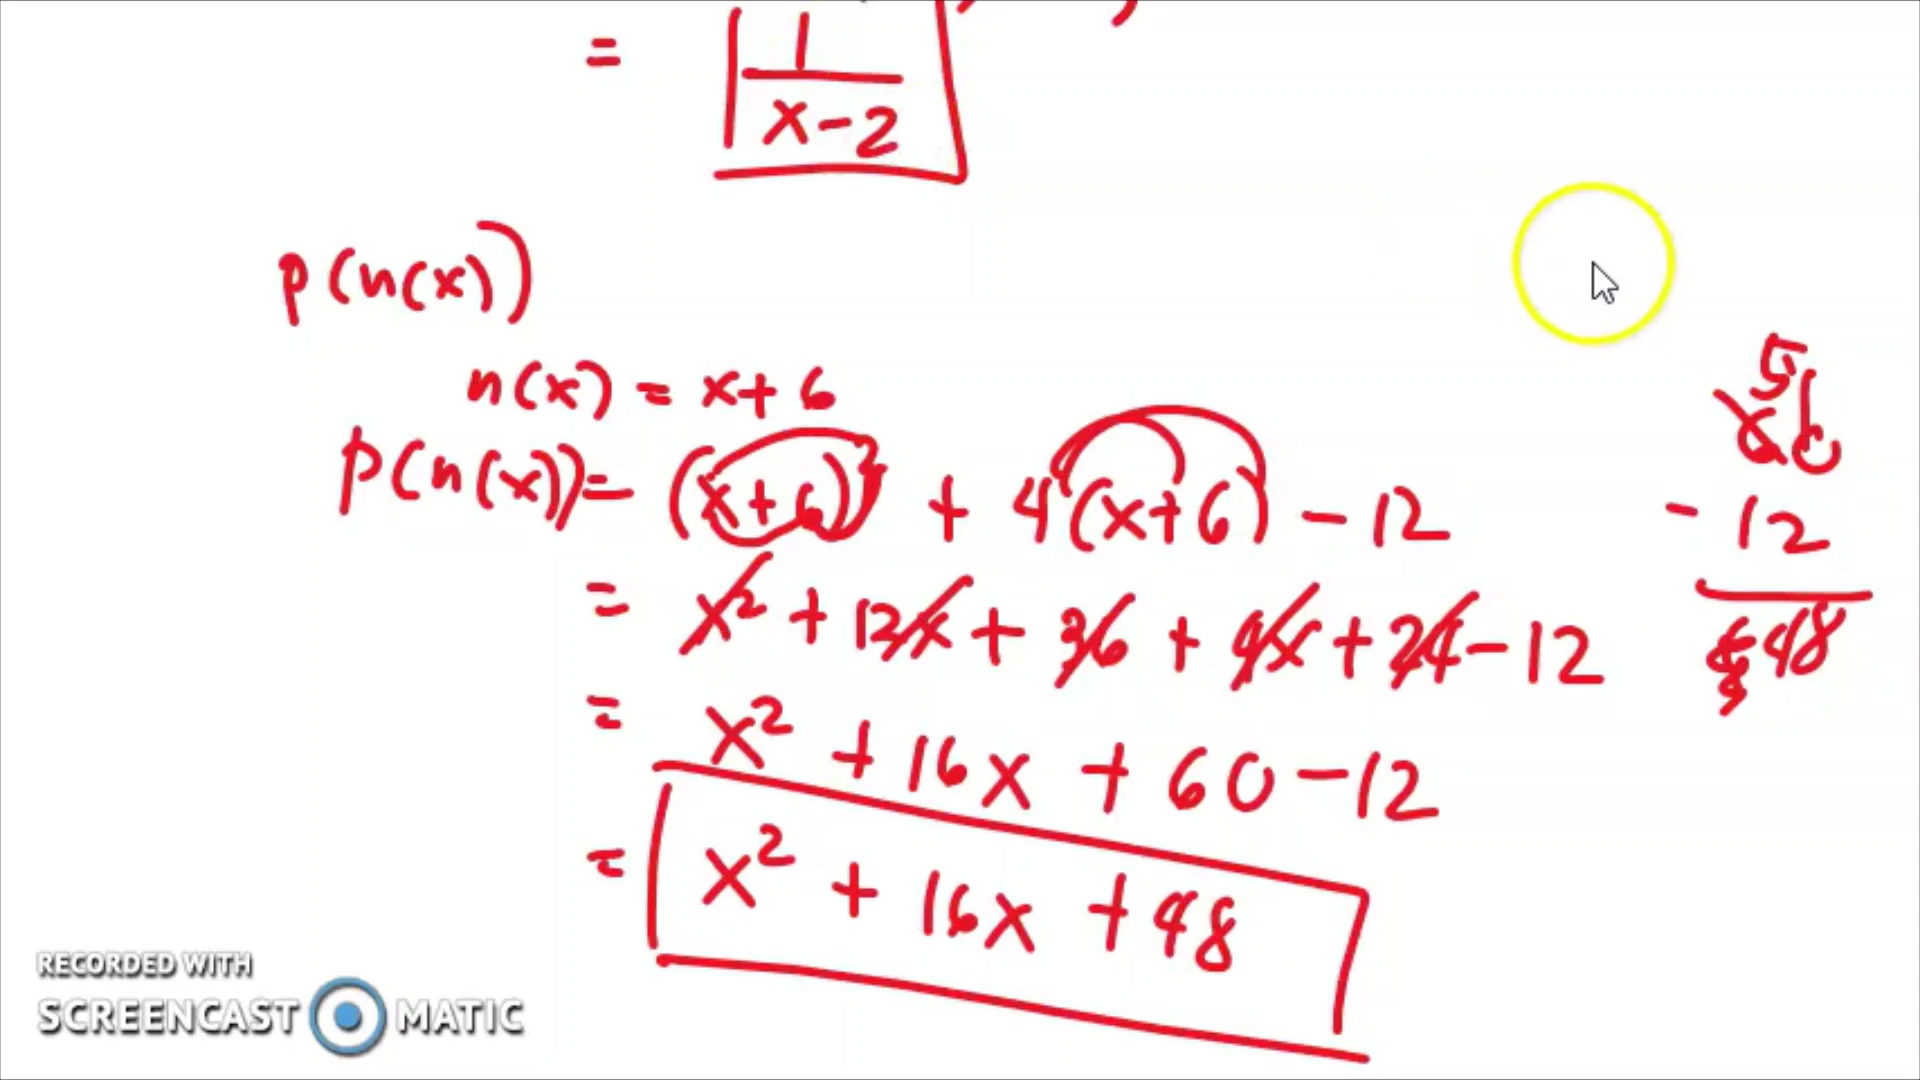 = 1/(x-2)
p(n(x))
n(x) = x+6
p(n(x)) = (x+6)² + 4(x+6) - 12
= x² + 12x + 36 + 4x + 24 - 12
= x² + 16x + 60 - 12
= x² + 16x + 48
5
- 12
48
RECORDED WITH
SCREENCAST MATIC